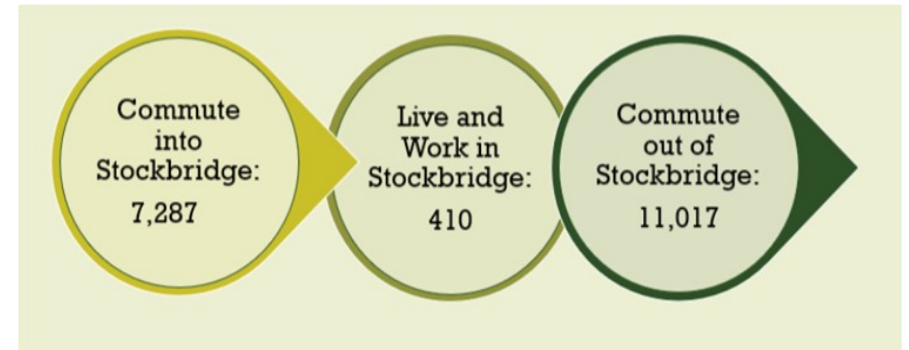 Commute
into
Stockbridge:
7,287
Live and
Work in
Stockbridge:
410
Commute
out of
Stockbridge:
11,017